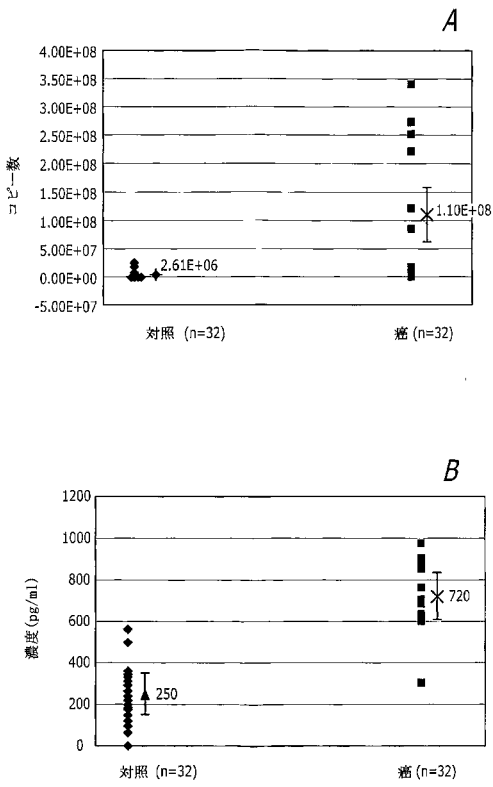 A
4.00E+08
3.50E+08
3.00E+08
2.50E+08
2.00E+08
1.50E+08
1.00E+08
5.00E+07
0.00E+00
-5.00E+07
コピー数
2.61E+06
1.10E+08
対照 (n=32)
癌 (n=32)
B
1200
1000
800
600
400
200
0
濃度(pg/ml)
250
720
対照 (n=32)
癌 (n=32)